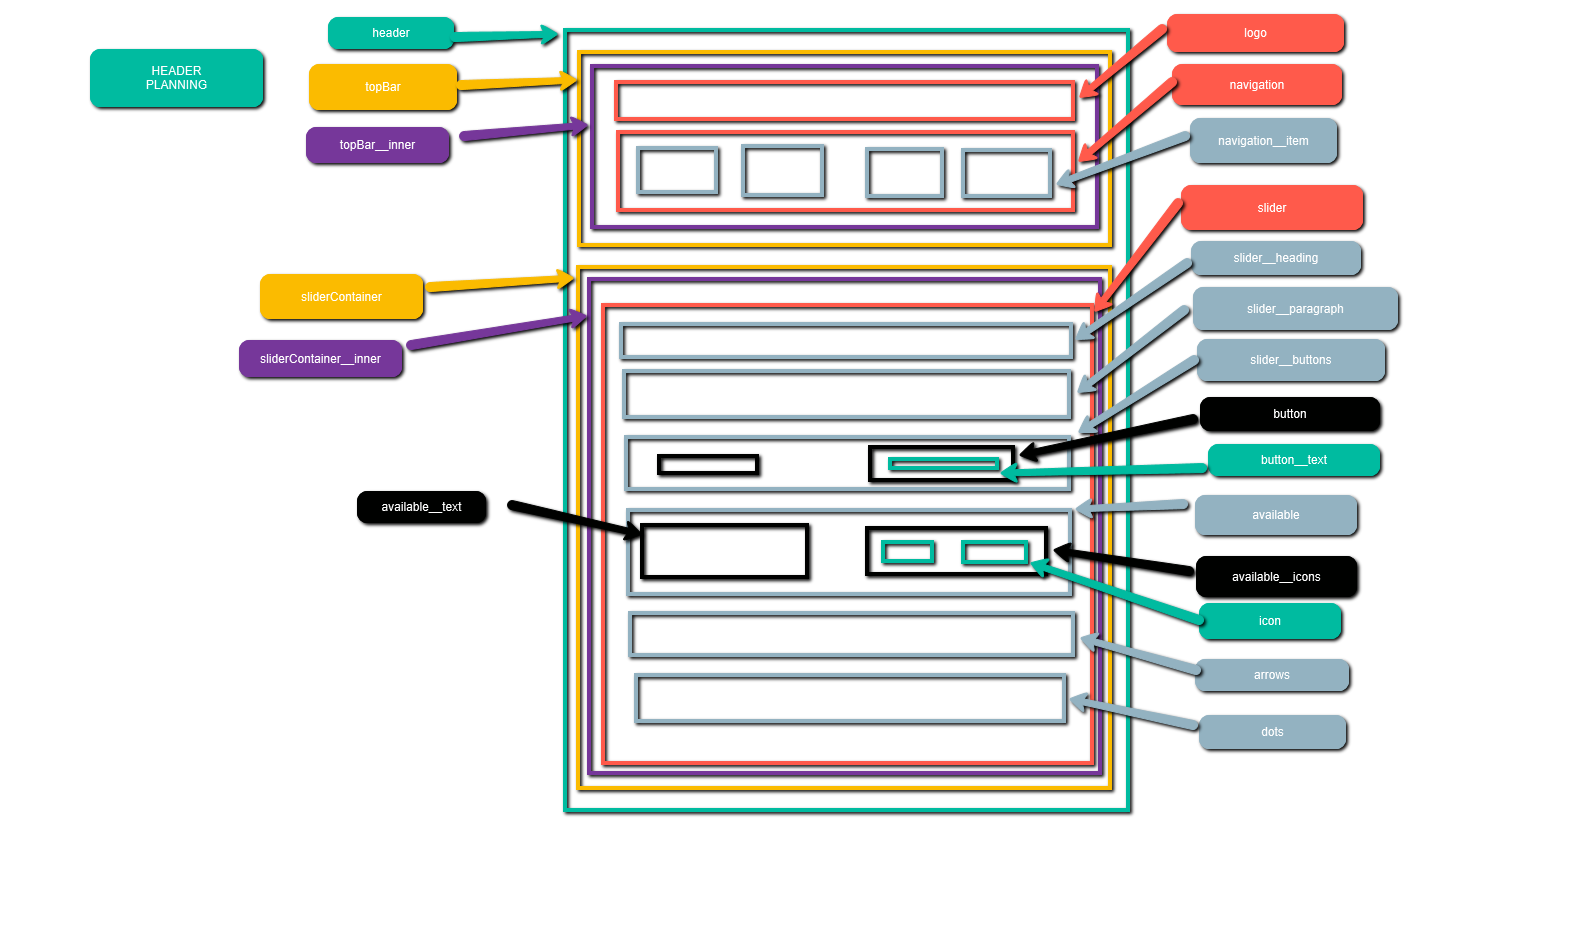 HEADER
PLANNING
header
topBar
topBar__inner
sliderContainer
sliderContainer__inner
available__text
logo
navigation
navigation__item
slider
slider__heading
slider__paragraph
slider__buttons
button
button__text
available
available__icons
icon
arrows
dots